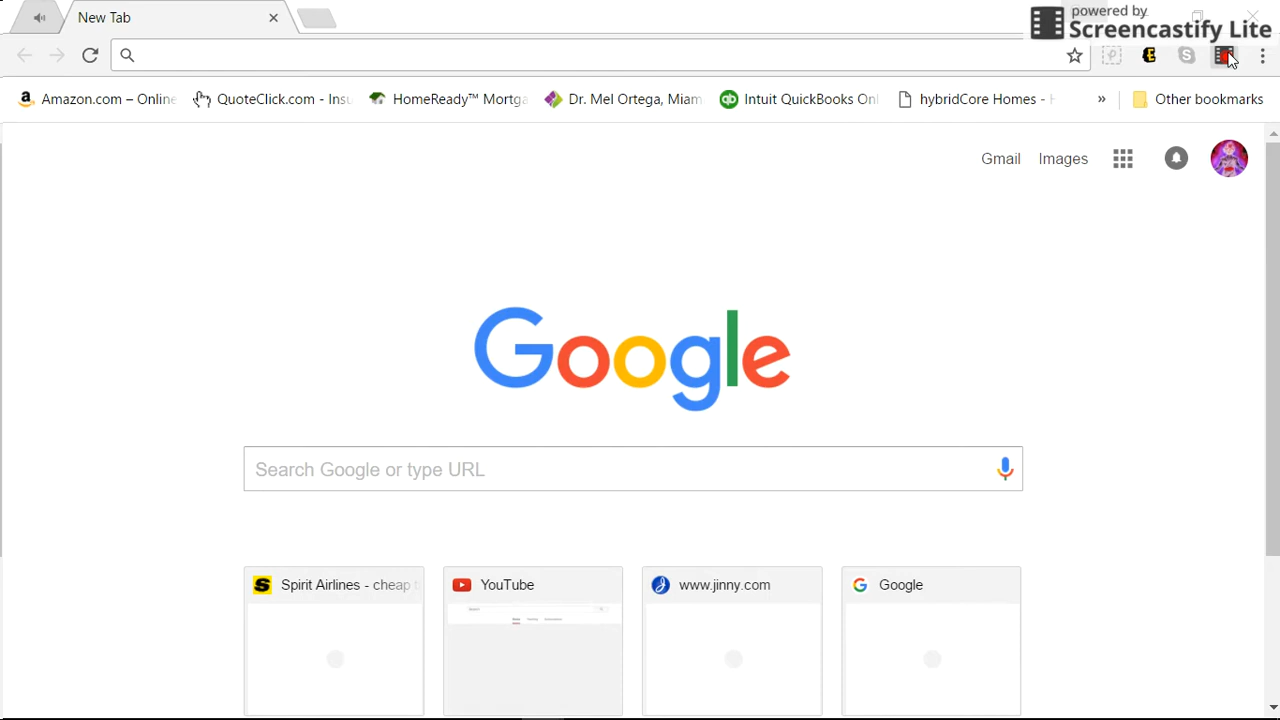 New Tab
powered by
Screencastify Lite
Amazon.com – Online
QuoteClick.com - Insu
HomeReady™ Mortga
Dr. Mel Ortega, Miam
Intuit QuickBooks Onl
hybridCore Homes - H
»
Other bookmarks
Gmail
Images
Google
Search Google or type URL
Spirit Airlines - cheap
YouTube
www.jinny.com
Google